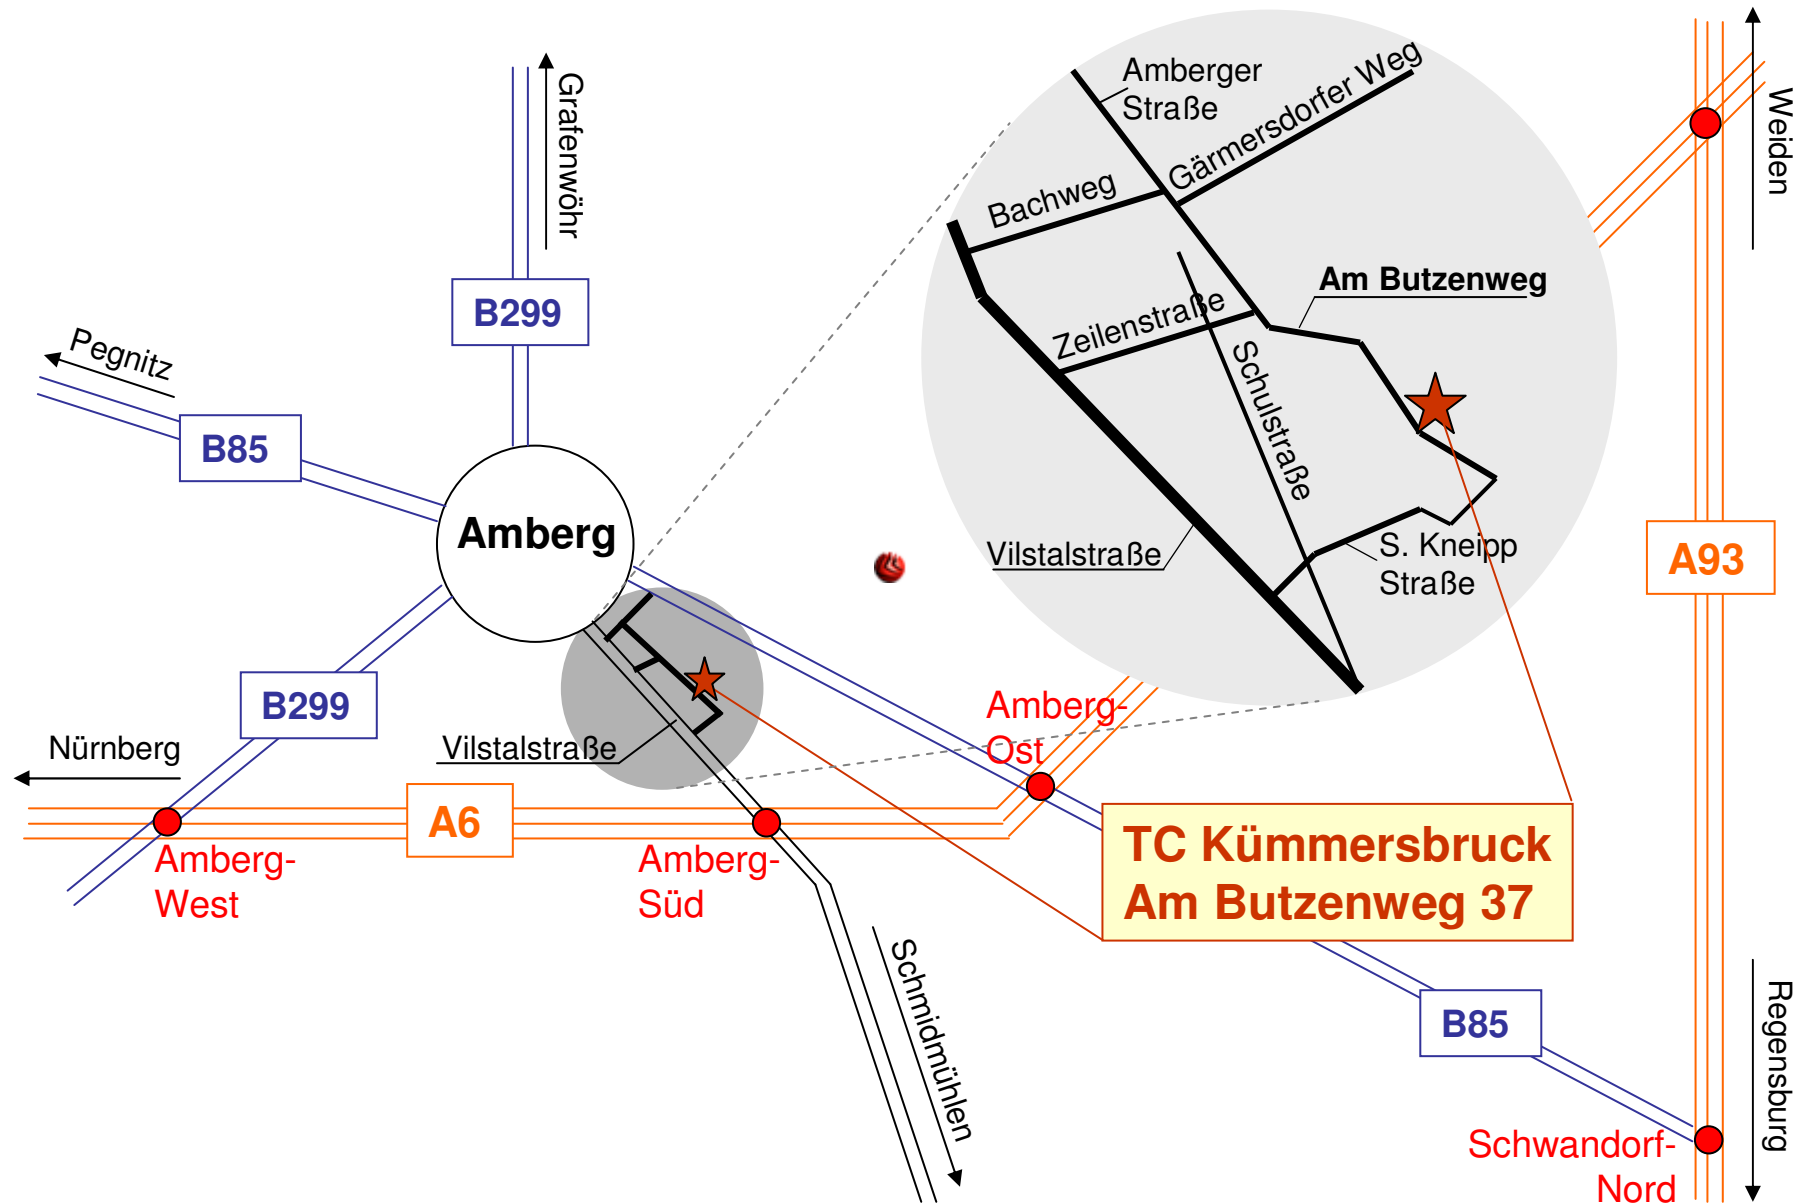 Grafenwöhr
B299
Pegnitz
B85
Amberg
B299
Nürnberg
Vilstalstraße
A6
Amberg-
West
Amberg-
Süd
Amberg-
Ost
Schmidmühlen
Amberger
Straße
Gärmersdorfer Weg
Bachweg
Am Butzenweg
Zeilenstraße
Schulstraße
Vilstalstraße
S. Kneipp
Straße
Weiden
A93
TC Kümmersbruck
Am Butzenweg 37
B85
Regensburg
Schwandorf-
Nord